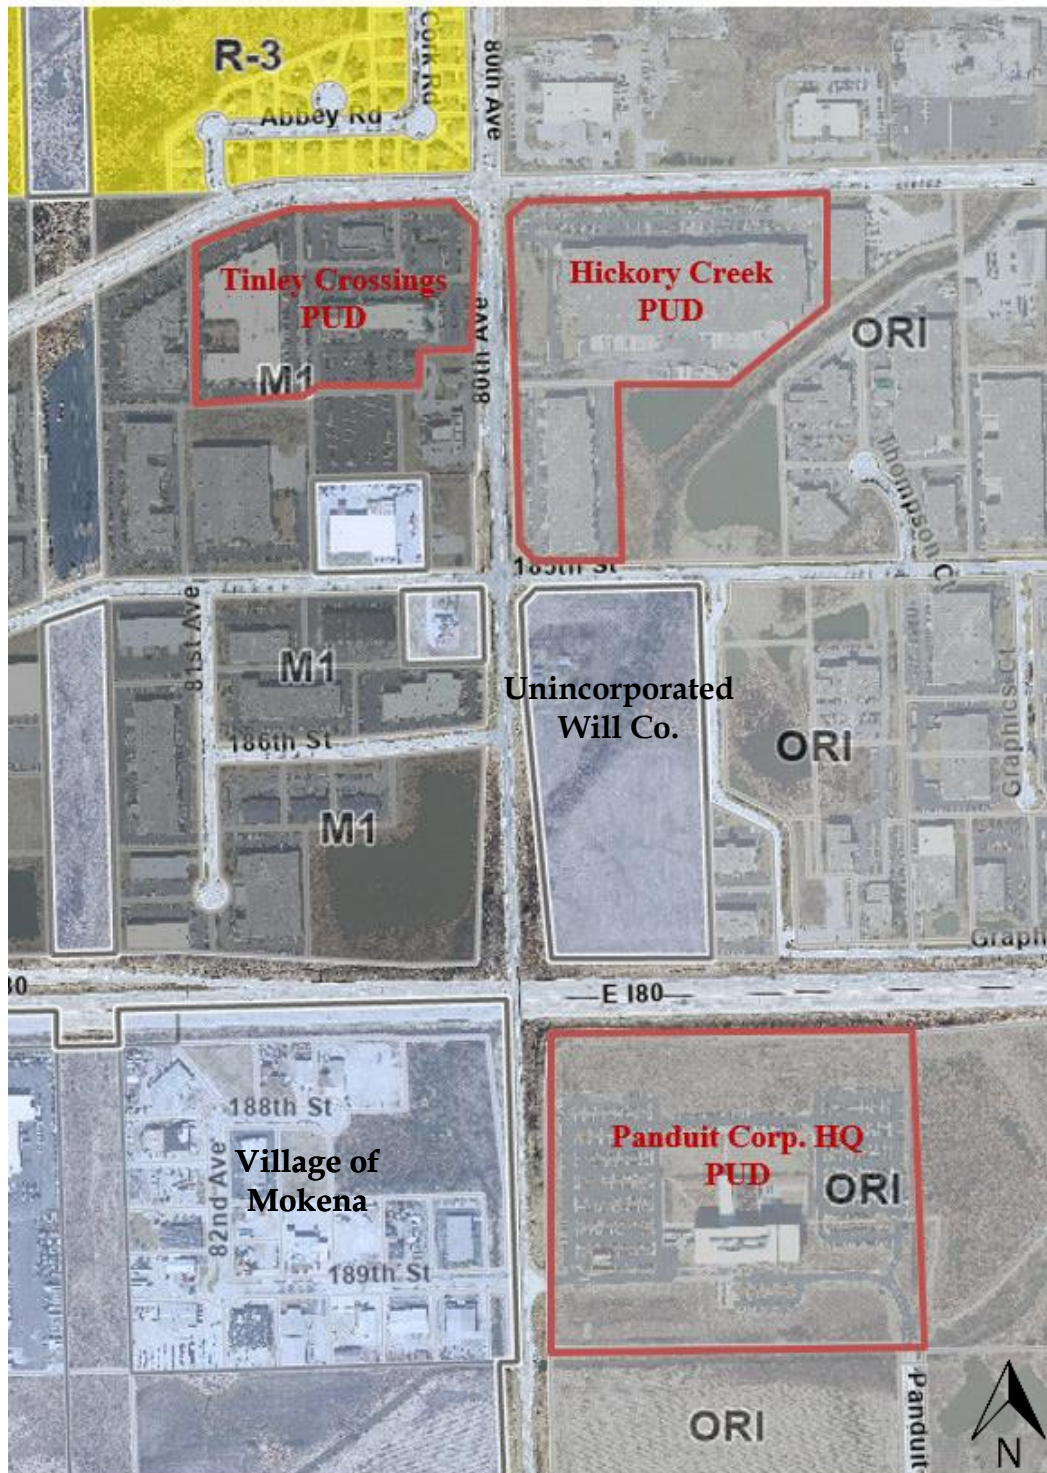 R-3
Cork Rd
80th Ave
Abbey Rd
Tinley Crossings
PUD
Hickory Creek
PUD
ORI
M1
80th Ave
Thompson Ct
185th St
81st Ave
M1
Unincorporated
Will Co.
186th St
ORI
Graphics Ct
M1
Graph
80
E I80
188th St
Panduit Corp. HQ
PUD
Village of
Mokena
82nd Ave
ORI
189th St
Panduit
ORI
N